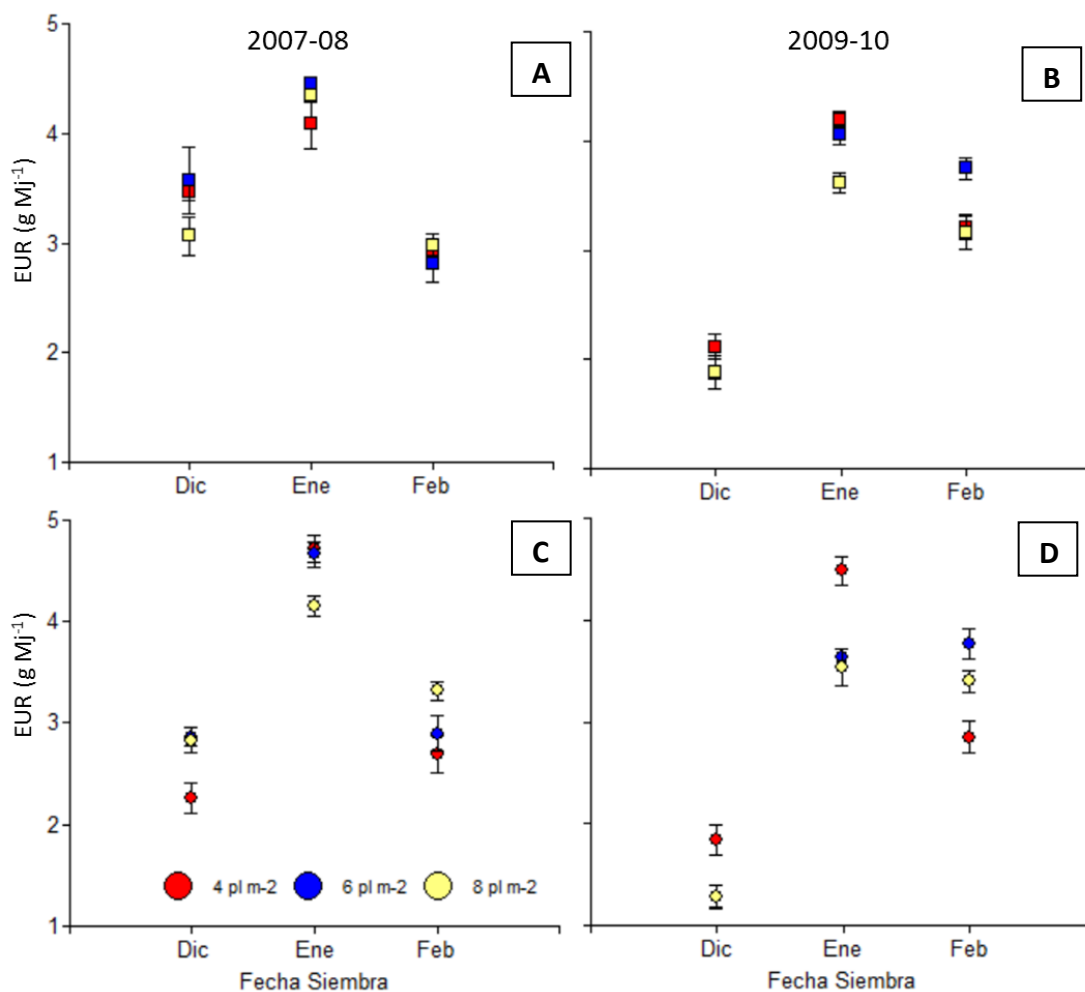 2007-08
2009-10
A
B
5
4
3
2
1
EUR (g Mj-1)
Dic Ene Feb
Dic Ene Feb
C
D
5
4
3
2
1
EUR (g Mj-1)
4 pl m-2 6 pl m-2 8 pl m-2
Dic Ene Feb
Dic Ene Feb
Fecha Siembra
Fecha Siembra